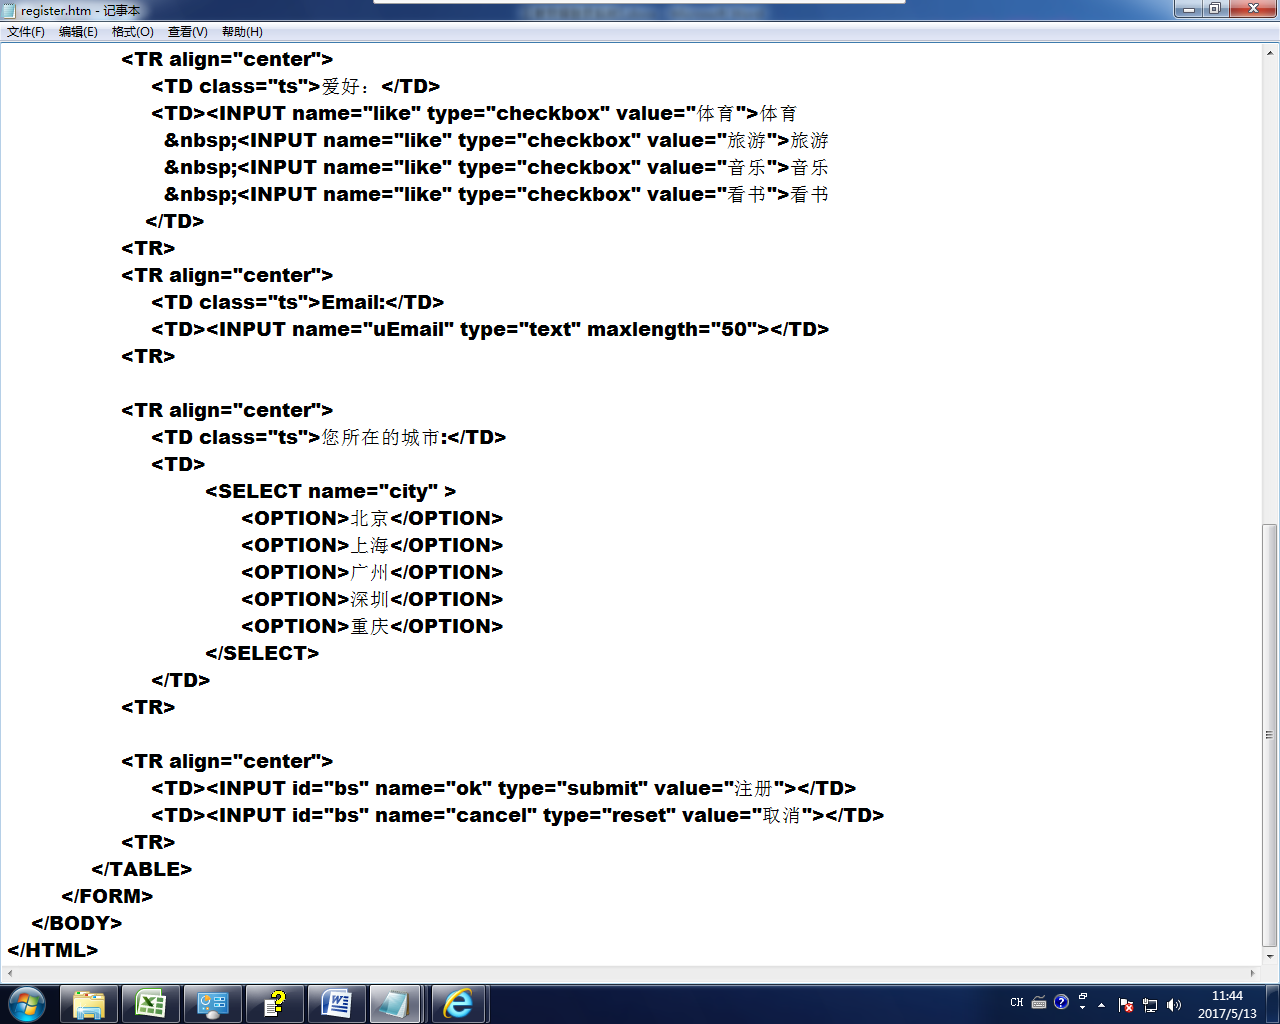 register.htm - 记事本
文件(F) 编辑(E) 格式(O) 查看(V) 帮助(H)
<TR align="center">
<TD class="ts">爱好：</TD>
<TD><INPUT name="like" type="checkbox" value="体育">体育
&nbsp;<INPUT name="like" type="checkbox" value="旅游">旅游
&nbsp;<INPUT name="like" type="checkbox" value="音乐">音乐
&nbsp;<INPUT name="like" type="checkbox" value="看书">看书
</TD>
<TR>
<TR align="center">
<TD class="ts">Email:</TD>
<TD><INPUT name="uEmail" type="text" maxlength="50"></TD>
<TR>
<TR align="center">
<TD class="ts">您所在的城市:</TD>
<TD>
<SELECT name="city" >
<OPTION>北京</OPTION>
<OPTION>上海</OPTION>
<OPTION>广州</OPTION>
<OPTION>深圳</OPTION>
<OPTION>重庆</OPTION>
</SELECT>
</TD>
<TR>
<TR align="center">
<TD><INPUT id="bs" name="ok" type="submit" value="注册"></TD>
<TD><INPUT id="bs" name="cancel" type="reset" value="取消"></TD>
<TR>
</TABLE>
</FORM>
</BODY>
</HTML>
CH
11:44
2017/5/13